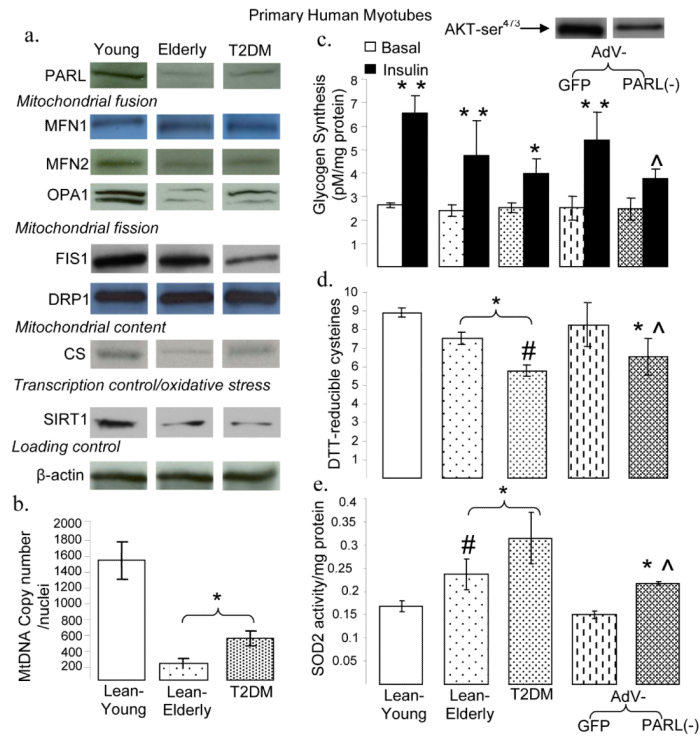 Primary Human Myotubes
a.
Young Elderly T2DM
PARL
Mitochondrial fusion
MFN1
MFN2
OPA1
Mitochondrial fission
FIS1
DRP1
Mitochondrial content
CS
Transcription control/oxidative stress
SIRT1
Loading control
β-actin
b.
MtDNA Copy number
/nuclei
2000
1800
1600
1400
1200
1000
800
600
400
200
*
Lean-
Young
Lean-
Elderly
T2DM
c.
Basal
Insulin
AKT-ser473
AdV-
GFP PARL(-)
Glycogen Synthesis
(pM/mg protein)
8
7
6
5
4
3
2
1
* *
* *
*
* *
^
d.
DTT-reducible cysteines
10
9
8
7
6
5
4
3
2
1
*
#
* ^
e.
SOD2 activity/mg protein
0.4
0.35
0.3
0.25
0.2
0.15
0.1
0.05
#
*
* ^
Lean-
Young
Lean-
Elderly
T2DM
AdV-
GFP PARL(-)